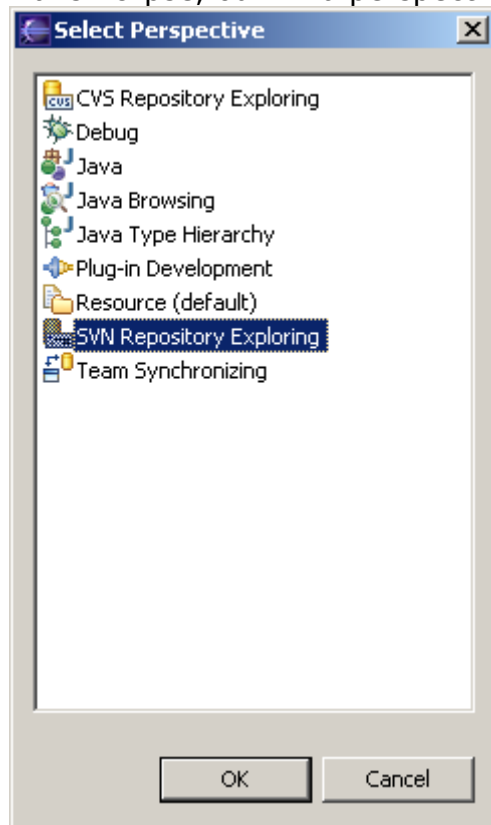 Select Perspective
CVS Repository Exploring
Debug
Java
Java Browsing
Java Type Hierarchy
Plug-in Development
Resource (default)
SVN Repository Exploring
Team Synchronizing
OK
Cancel